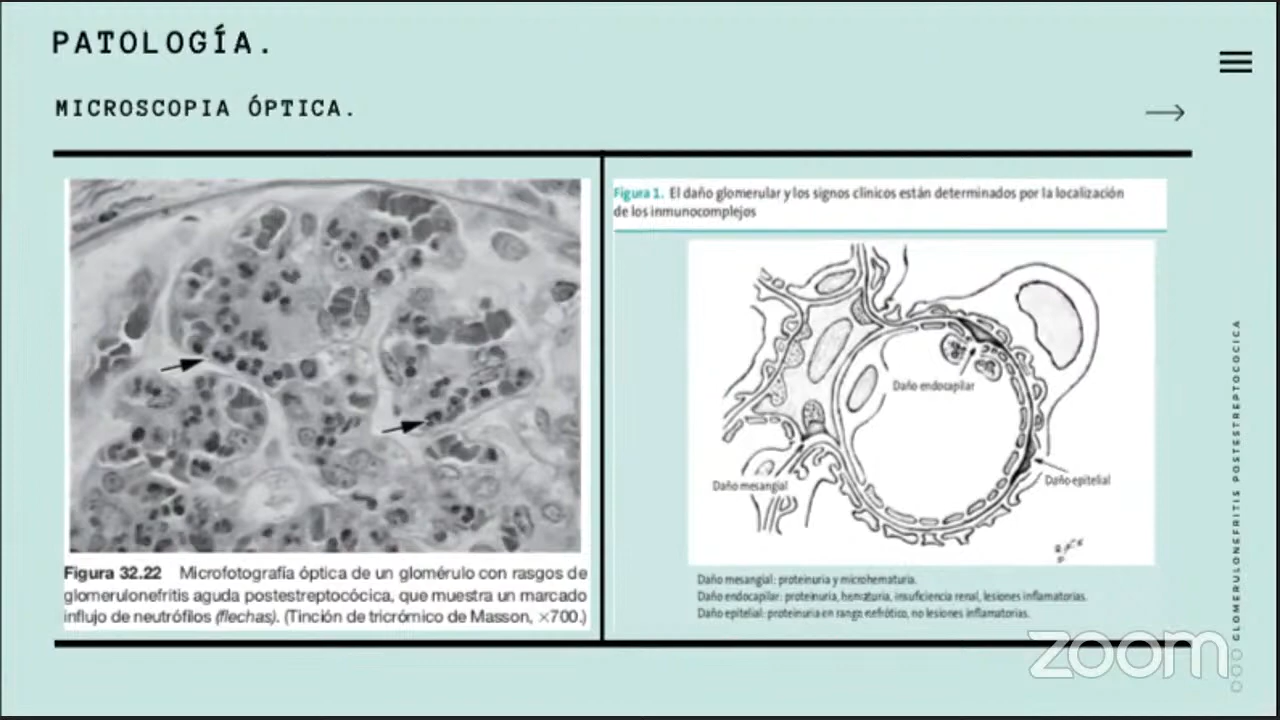 PATOLOGÍA.
MICROSCOPIA ÓPTICA.
Figura 32.22 Microfotografía óptica de un glomérulo con rasgos de
glomerulonefritis aguda postestreptocócica, que muestra un marcado
influjo de neutrófilos (flechas). (Tinción de tricrómico de Masson, ×700.)
Figura 1. El daño glomerular y los signos clínicos están determinados por la localización
de los inmunocomplejos
Daño endocapilar
Daño mesangial
Daño epitelial
Daño mesangial: proteinuria y microhematuria.
Daño endocapilar: proteinuria, hematuria, insuficiencia renal, lesiones inflamatorias.
Daño epitelial: proteinuria en rango nefrótico, no lesiones inflamatorias.
GLOMERULONEFRITIS POSTESTREPTOCOCICA
zoom